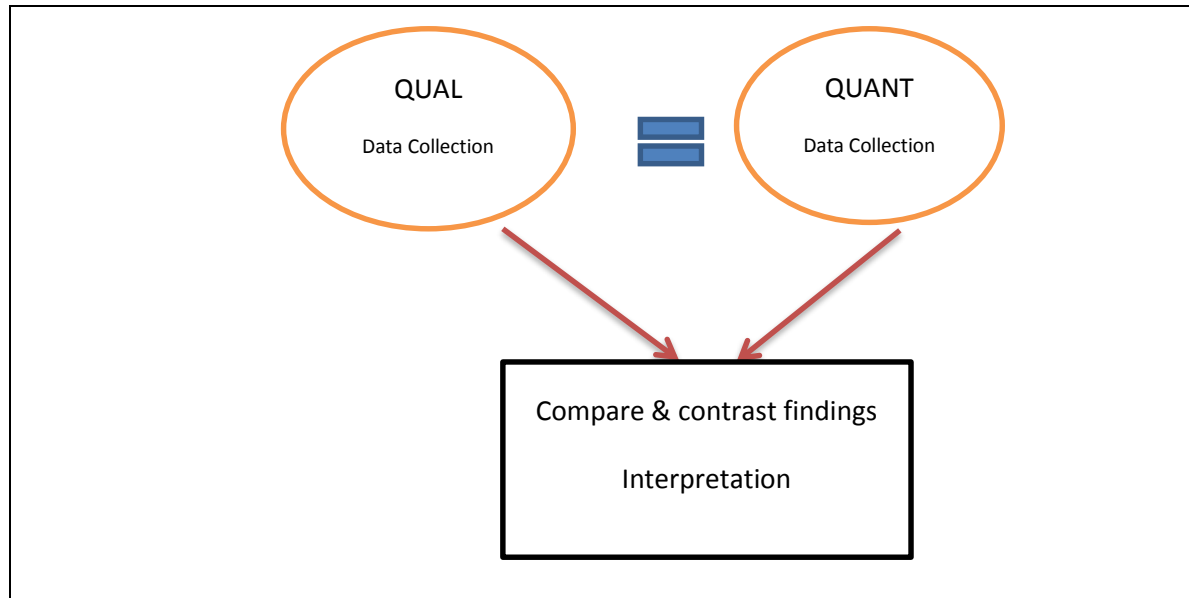 QUAL
Data Collection
QUANT
Data Collection
Compare & contrast findings
Interpretation